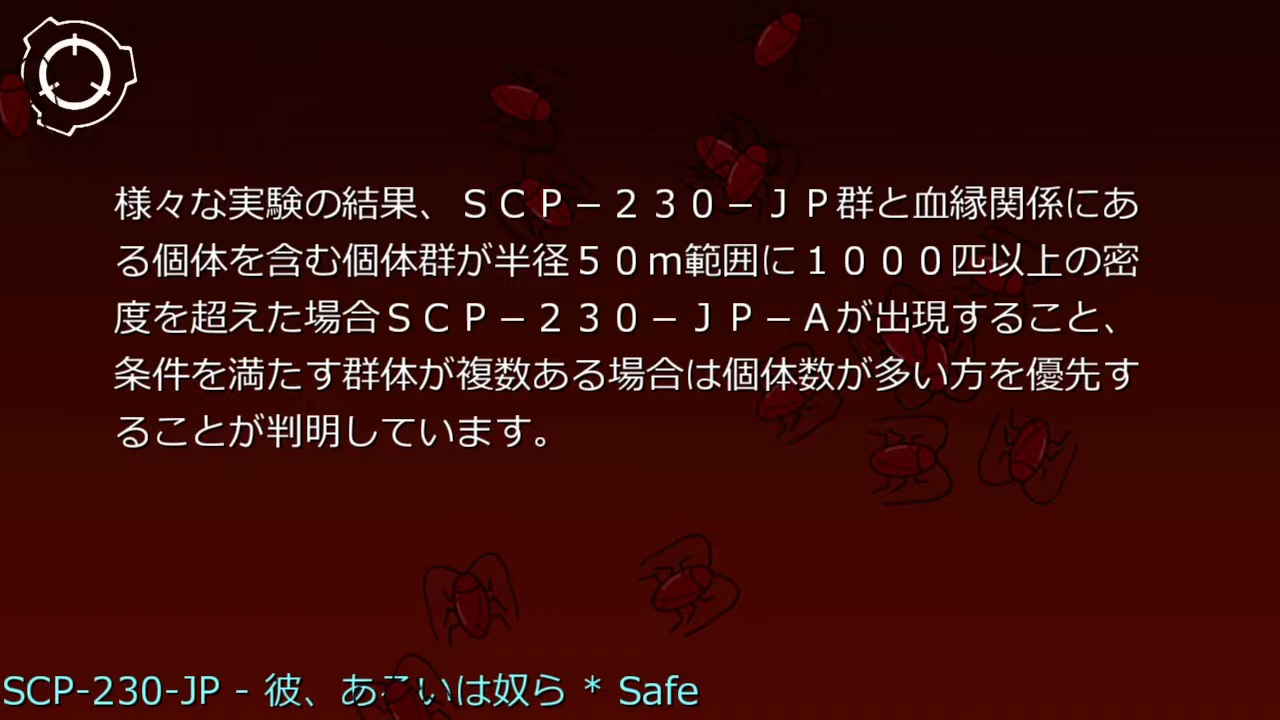 様々な実験の結果、ＳＣＰ－２３０－ＪＰ群と血縁関係にあ
る個体を含む個体群が半径５０ｍ範囲に１０００匹以上の密
度を超えた場合ＳＣＰ－２３０－ＪＰ－Ａが出現すること、
条件を満たす群体が複数ある場合は個体数が多い方を優先す
ることが判明しています。
SCP-230-JP - 彼、あるいは奴ら * Safe